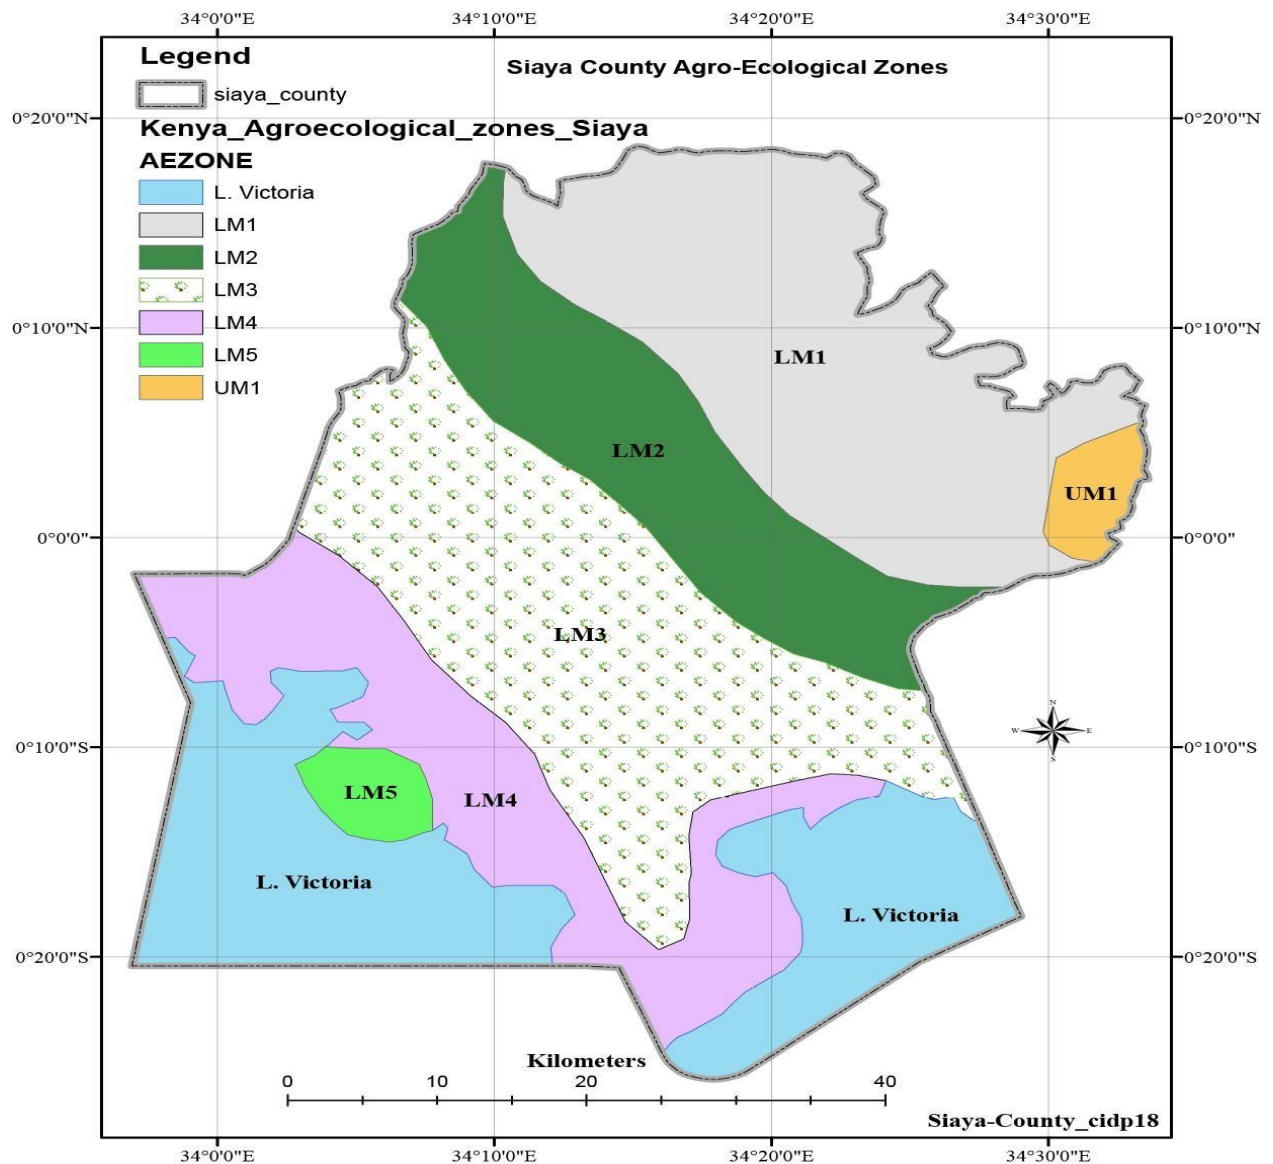 34°0'0"E 34°10'0"E 34°20'0"E 34°30'0"E
Legend
Siaya County Agro-Ecological Zones
siaya_county
0°20'0"N 0°20'0"N
Kenya_Agroecological_zones_Siaya
AEZONE
L. Victoria
LM1
LM2
LM3
LM4
LM5
UM1
0°10'0"N 0°10'0"N
LM1
LM2
UM1
0°0'0" 0°0'0"
LM3
N
W E
S
0°10'0"S 0°10'0"S
LM5
LM4
L. Victoria
L. Victoria
0°20'0"S 0°20'0"S
Kilometers
0 10 20 40
Siaya-County_cidp18
34°0'0"E 34°10'0"E 34°20'0"E 34°30'0"E